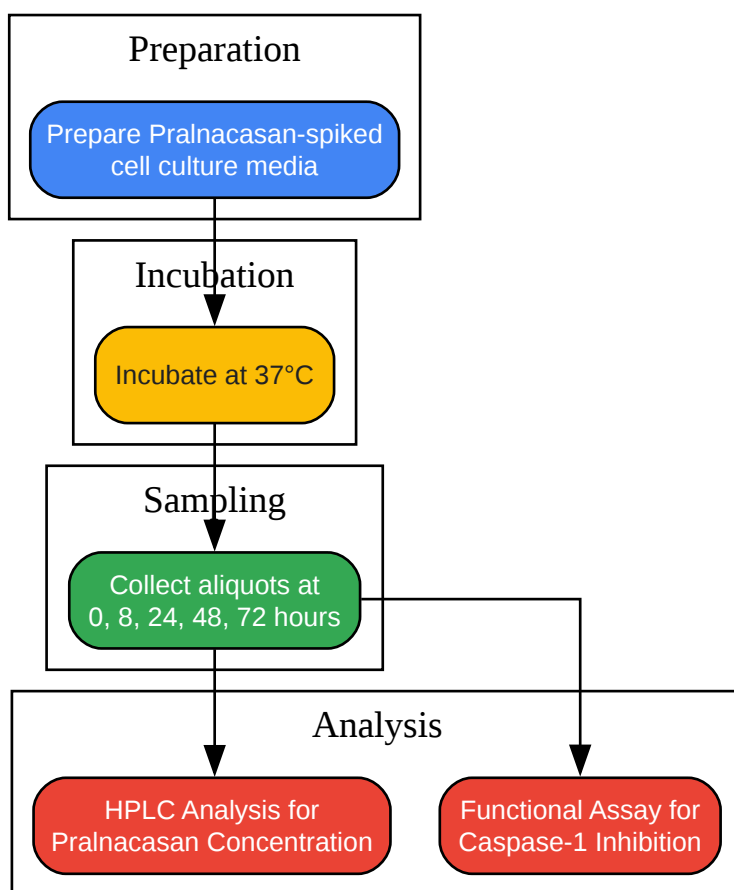 Preparation
Prepare Pralnacasan-spiked
cell culture media
Incubation
Incubate at 37°C
Sampling
Collect aliquots at
0, 8, 24, 48, 72 hours
Analysis
HPLC Analysis for
Pralnacasan Concentration
Functional Assay for
Caspase-1 Inhibition